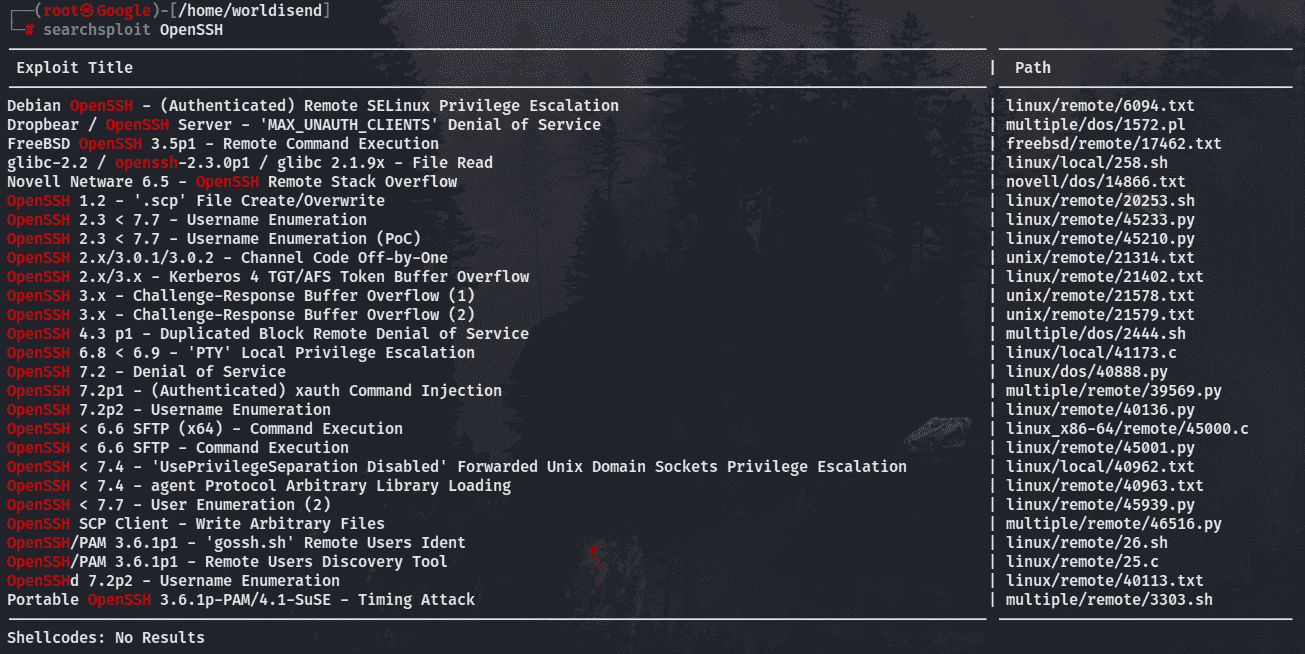 ┌──(root㉿Google)-[/home/worldisend]
└─# searchsploit OpenSSH
Exploit Title | Path
Debian OpenSSH - (Authenticated) Remote SELinux Privilege Escalation | linux/remote/6094.txt
Dropbear / OpenSSH Server - 'MAX_UNAUTH_CLIENTS' Denial of Service | multiple/dos/1572.pl
FreeBSD OpenSSH 3.5p1 - Remote Command Execution | freebsd/remote/17462.txt
glibc-2.2 / openssh-2.3.0p1 / glibc 2.1.9x - File Read | linux/local/258.sh
Novell Netware 6.5 - OpenSSH Remote Stack Overflow | novell/dos/14866.txt
OpenSSH 1.2 - '.scp' File Create/Overwrite | linux/remote/20253.sh
OpenSSH 2.3 < 7.7 - Username Enumeration | linux/remote/45233.py
OpenSSH 2.3 < 7.7 - Username Enumeration (PoC) | linux/remote/45210.py
OpenSSH 2.x/3.0.1/3.0.2 - Channel Code Off-by-One | unix/remote/21314.txt
OpenSSH 2.x/3.x - Kerberos 4 TGT/AFS Token Buffer Overflow | linux/remote/21402.txt
OpenSSH 3.x - Challenge-Response Buffer Overflow (1) | unix/remote/21578.txt
OpenSSH 3.x - Challenge-Response Buffer Overflow (2) | unix/remote/21579.txt
OpenSSH 4.3 p1 - Duplicated Block Remote Denial of Service | multiple/dos/2444.sh
OpenSSH 6.8 < 6.9 - 'PTY' Local Privilege Escalation | linux/local/41173.c
OpenSSH 7.2 - Denial of Service | linux/dos/40888.py
OpenSSH 7.2p1 - (Authenticated) xauth Command Injection | multiple/remote/39569.py
OpenSSH 7.2p2 - Username Enumeration | linux/remote/40136.py
OpenSSH < 6.6 SFTP (x64) - Command Execution | linux_x86-64/remote/45000.c
OpenSSH < 6.6 SFTP - Command Execution | linux/remote/45001.py
OpenSSH < 7.4 - 'UsePrivilegeSeparation Disabled' Forwarded Unix Domain Sockets Privilege Escalation | linux/local/40962.txt
OpenSSH < 7.4 - agent Protocol Arbitrary Library Loading | linux/remote/40963.txt
OpenSSH < 7.7 - User Enumeration (2) | linux/remote/45939.py
OpenSSH SCP Client - Write Arbitrary Files | multiple/remote/46516.py
OpenSSH/PAM 3.6.1p1 - 'gossh.sh' Remote Users Ident | linux/remote/26.sh
OpenSSH/PAM 3.6.1p1 - Remote Users Discovery Tool | linux/remote/25.c
OpenSSHd 7.2p2 - Username Enumeration | linux/remote/40113.txt
Portable OpenSSH 3.6.1p-PAM/4.1-SuSE - Timing Attack | multiple/remote/3303.sh
Shellcodes: No Results